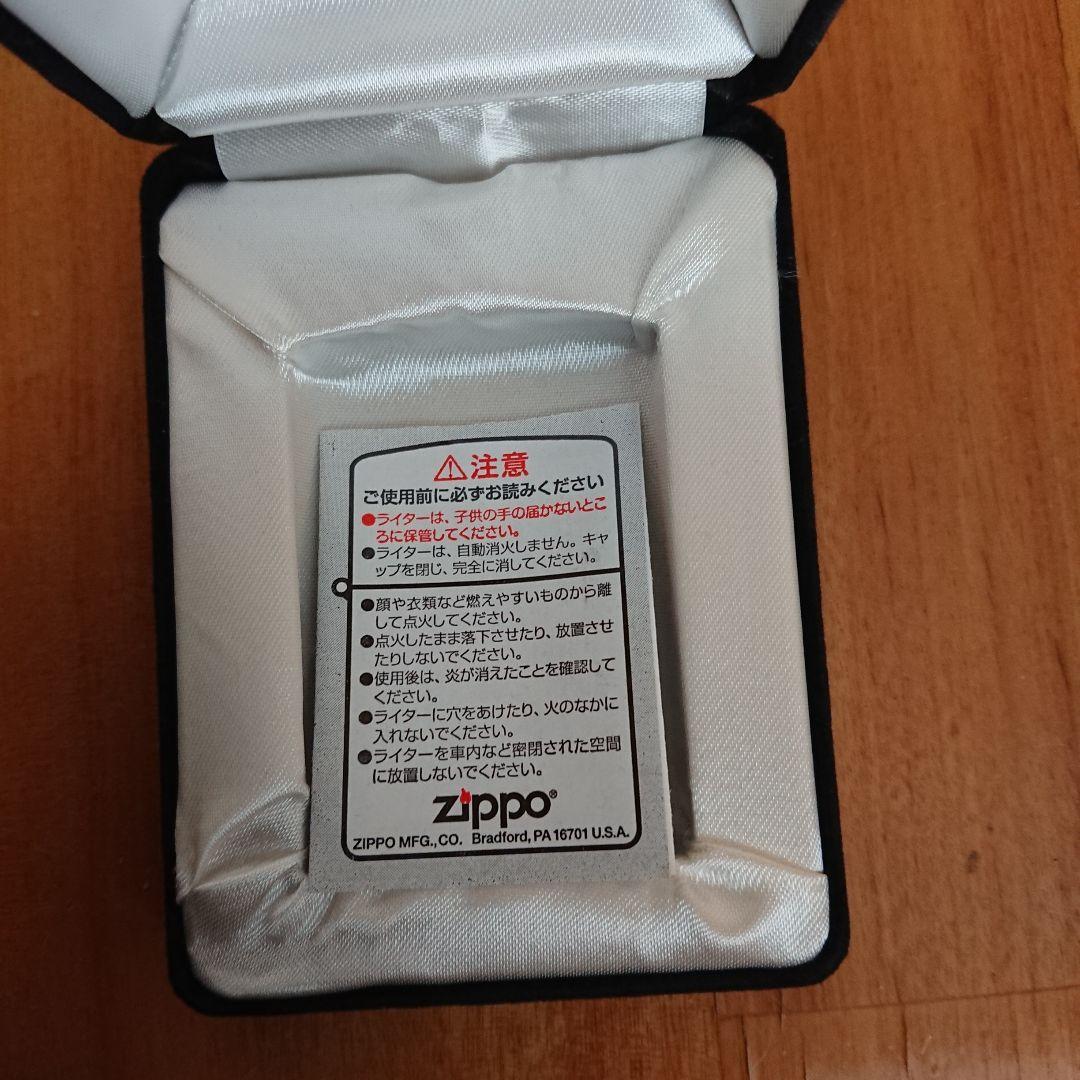 ⚠注意
ご使用前に必ずお読みください
●ライターは、子供の手の届かないとこ
ろに保管してください。
●ライターは、自動消火しません。キャ
ップを閉じ、完全に消してください。
●顔や衣類など燃えやすいものから離
して点火してください。
●点火したまま落下させたり、放置させ
たりしないでください。
●使用後は、炎が消えたことを確認して
ください。
●ライターに穴をあけたり、火のなかに
入れないでください。
●ライターを車内など密閉された空間
に放置しないでください。
zippo®
ZIPPO MFG.,CO. Bradford, PA 16701 U.S.A.